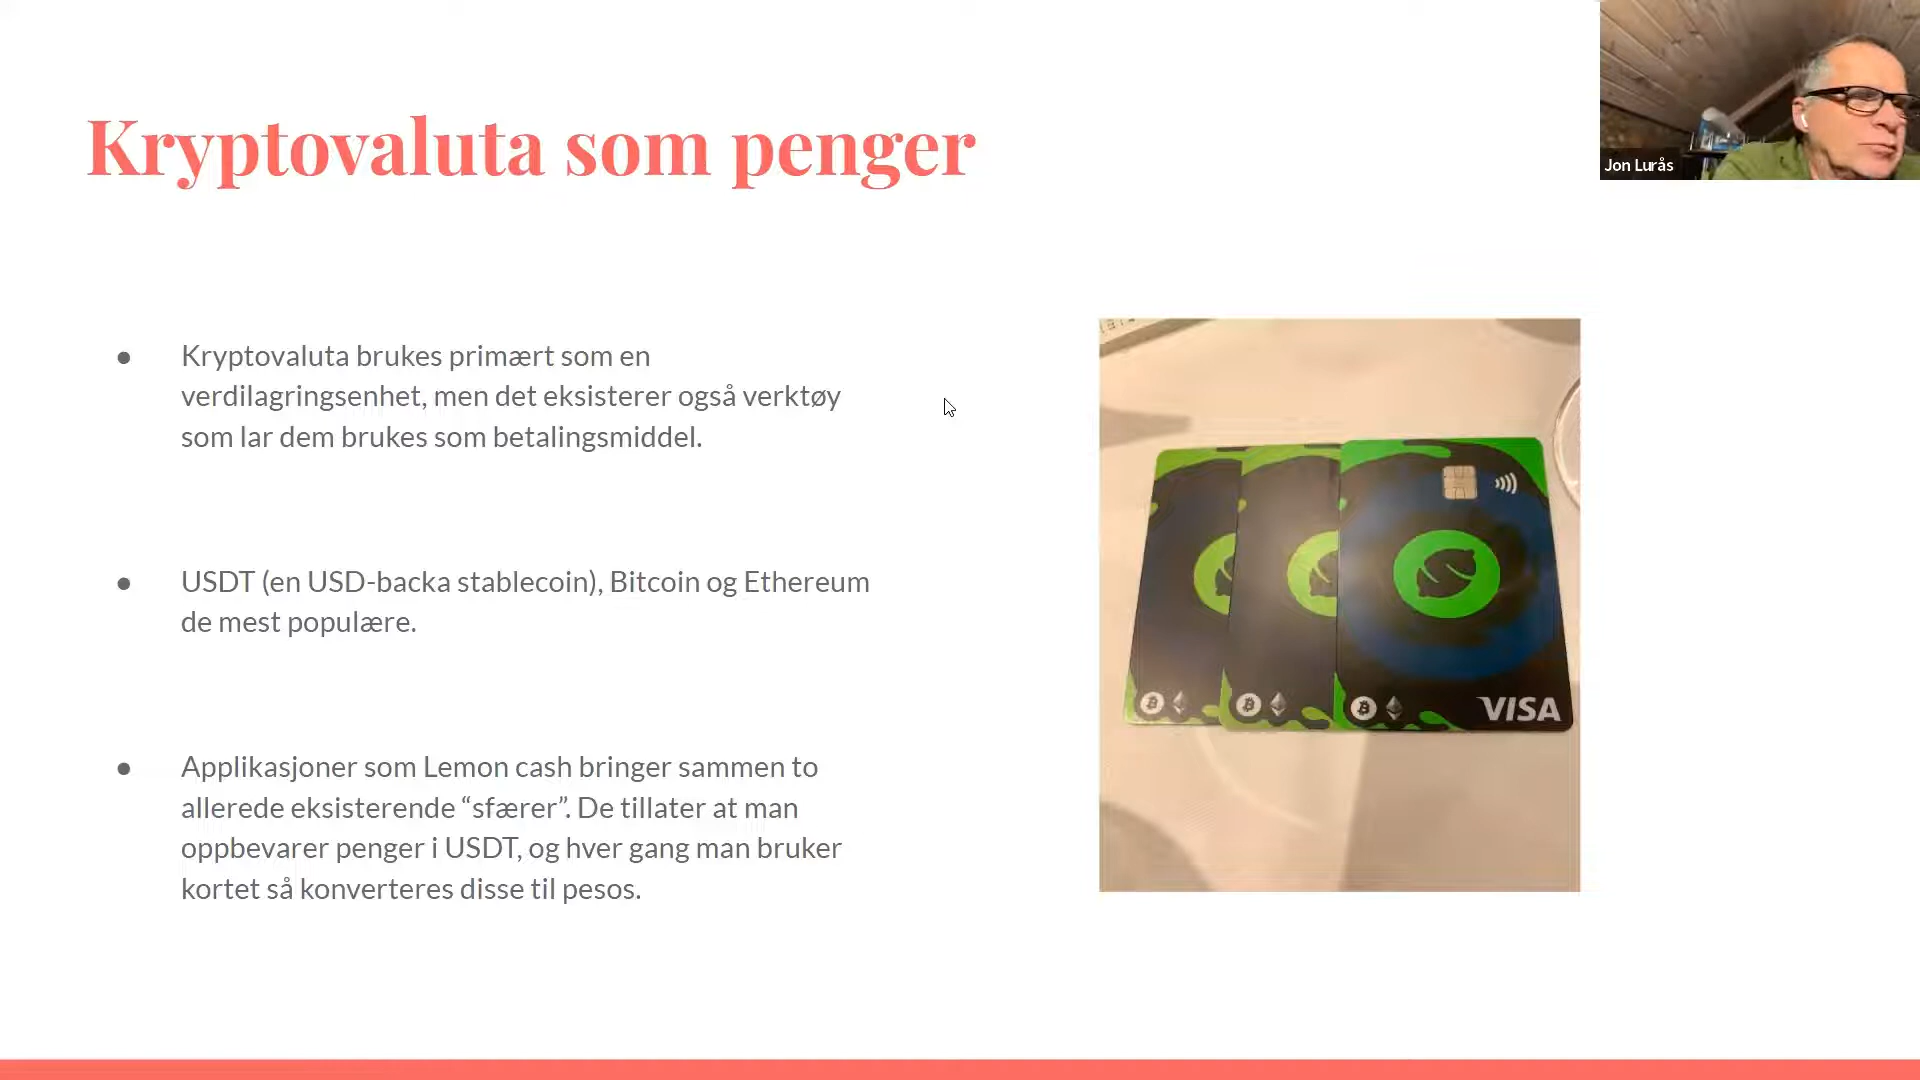 Kryptovaluta som penger
Jon Lurås
● Kryptovaluta brukes primært som en
verdilagringsenhet, men det eksisterer også verktøy
som lar dem brukes som betalingsmiddel.
● USDT (en USD-backa stablecoin), Bitcoin og Ethereum
de mest populære.
● Applikasjoner som Lemon cash bringer sammen to
allerede eksisterende “sfærer”. De tillater at man
oppbevarer penger i USDT, og hver gang man bruker
kortet så konverteres disse til pesos.
VISA